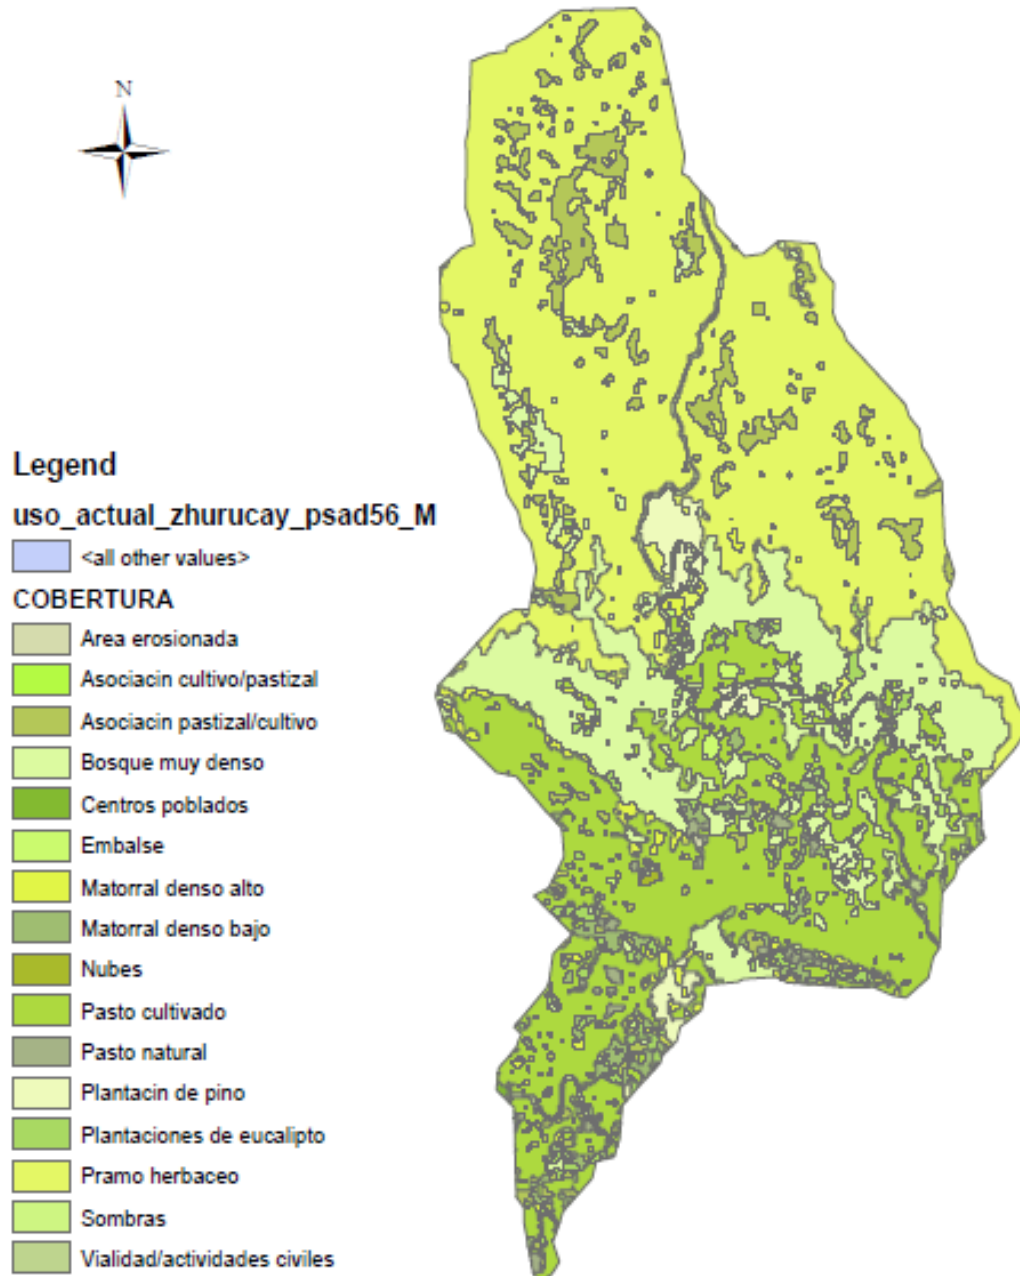 N
Legend
uso_actual_zhurucay_psad56_M
<all other values>
COBERTURA
Area erosionada
Asociacin cultivo/pastizal
Asociacin pastizal/cultivo
Bosque muy denso
Centros poblados
Embalse
Matorral denso alto
Matorral denso bajo
Nubes
Pasto cultivado
Pasto natural
Plantacin de pino
Plantaciones de eucalipto
Pramo herbaceo
Sombras
Vialidad/actividades civiles